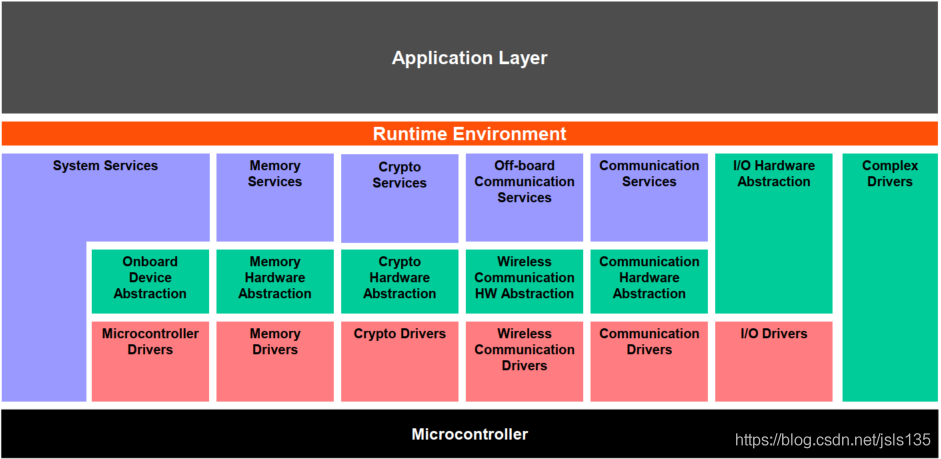 Application Layer
Runtime Environment
System Services
Memory
Services
Crypto
Services
Off-board
Communication
Services
Communication
Services
I/O Hardware
Abstraction
Complex
Drivers
Onboard
Device
Abstraction
Memory
Hardware
Abstraction
Crypto
Hardware
Abstraction
Wireless
Communication
HW Abstraction
Communication
Hardware
Abstraction
Microcontroller
Drivers
Memory
Drivers
Crypto Drivers
Wireless
Communication
Drivers
Communication
Drivers
I/O Drivers
Microcontroller
https://blog.csdn.net/jsls135